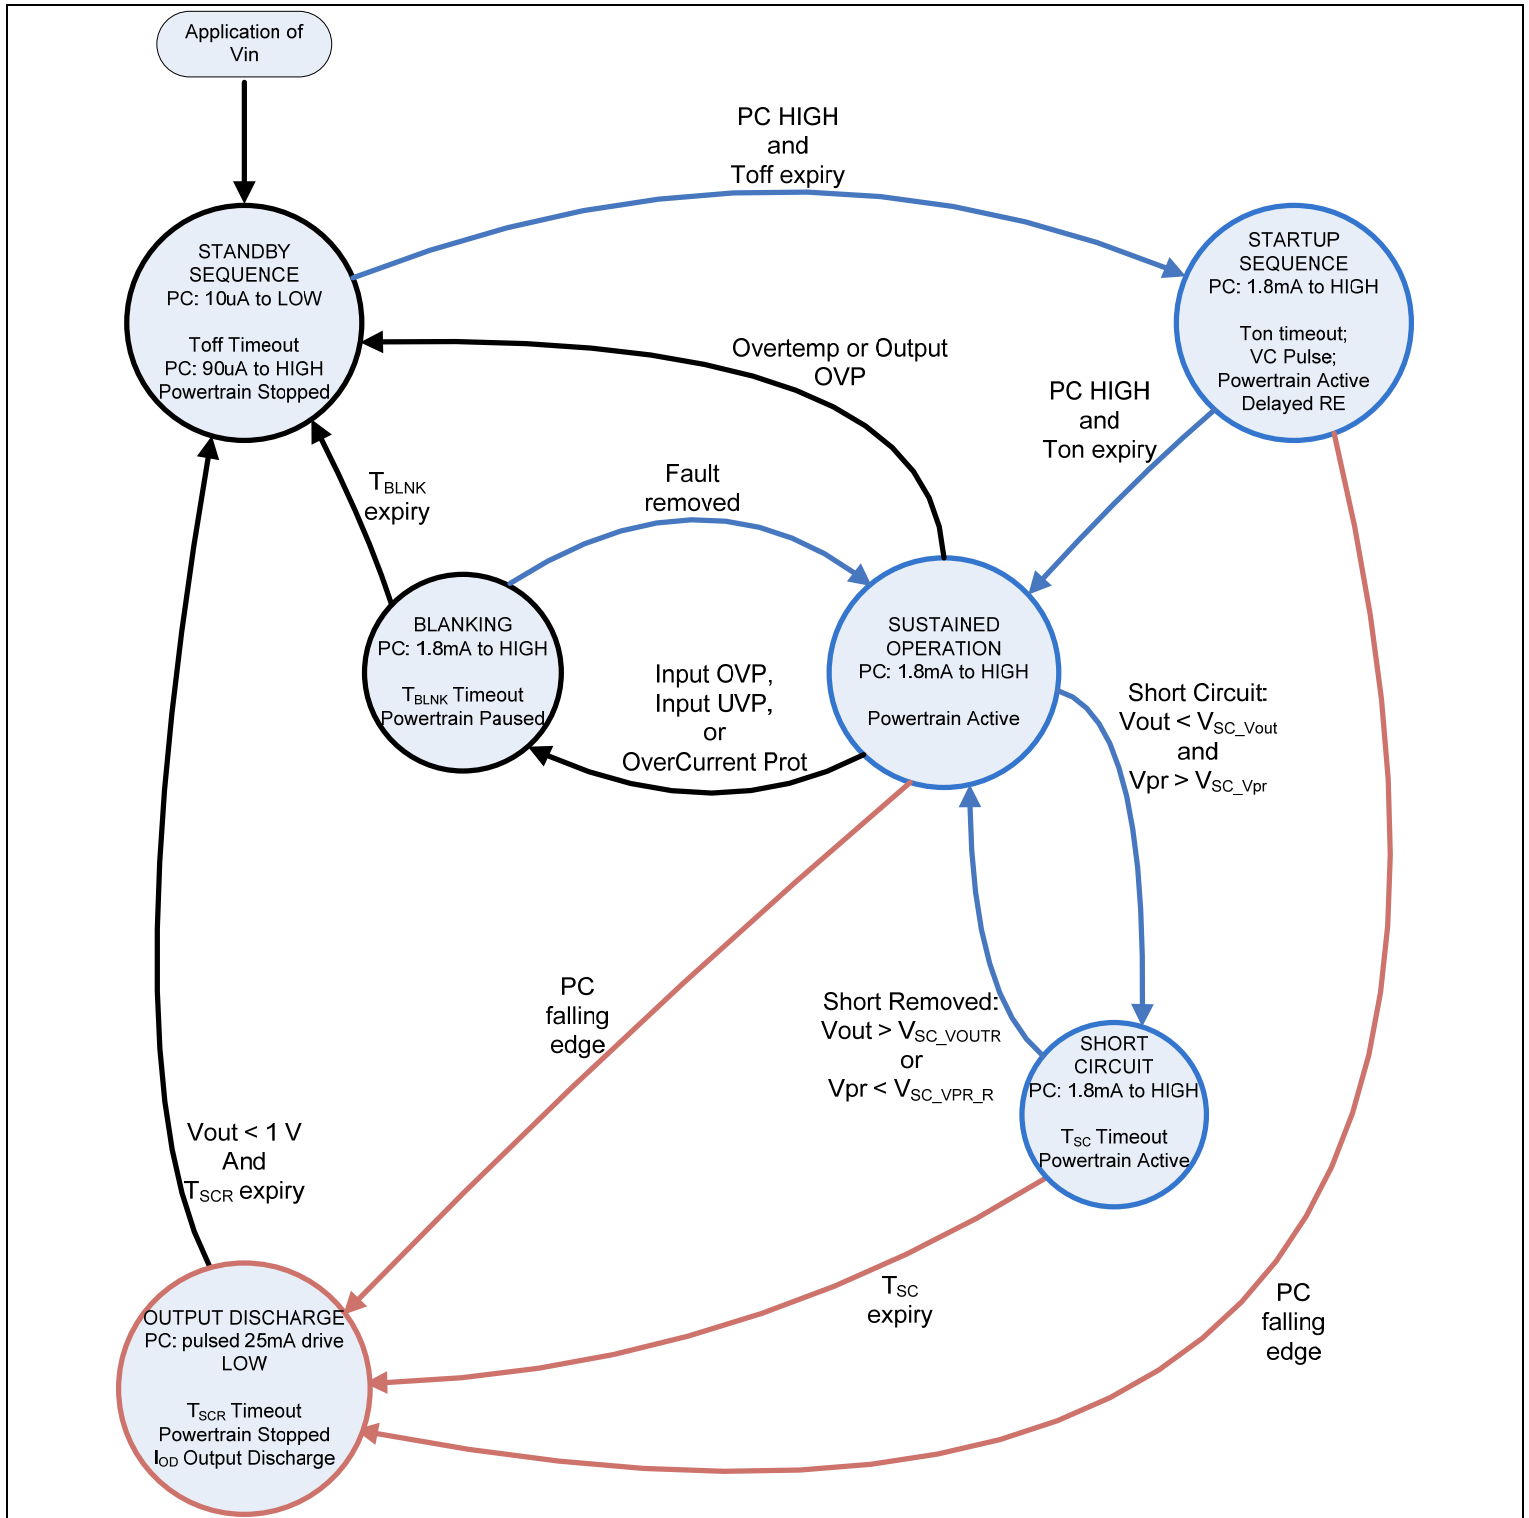 Application of
Vin
PC HIGH
and
Toff expiry
STANDBY
SEQUENCE
PC: 10uA to LOW
Toff Timeout
PC: 90uA to HIGH
Powertrain Stopped
STARTUP
SEQUENCE
PC: 1.8mA to HIGH
Ton timeout;
VC Pulse;
Powertrain Active
Delayed RE
Overtemp or Output
OVP
PC HIGH
and
Ton expiry
TBLNK
expiry
Fault
removed
BLANKING
PC: 1.8mA to HIGH
TBLNK Timeout
Powertrain Paused
Input OVP,
Input UVP,
or
OverCurrent Prot
SUSTAINED
OPERATION
PC: 1.8mA to HIGH
Powertrain Active
Short Circuit:
Vout < VSC_Vout
and
Vpr > VSC_Vpr
PC
falling
edge
Short Removed:
Vout > VSC_VOUTR
or
Vpr < VSC_VPR_R
SHORT
CIRCUIT
PC: 1.8mA to HIGH
TSC Timeout
Powertrain Active
Vout < 1 V
And
TSCR expiry
TSC
expiry
PC
falling
edge
OUTPUT DISCHARGE
PC: pulsed 25mA drive
LOW
TSCR Timeout
Powertrain Stopped
IOD Output Discharge